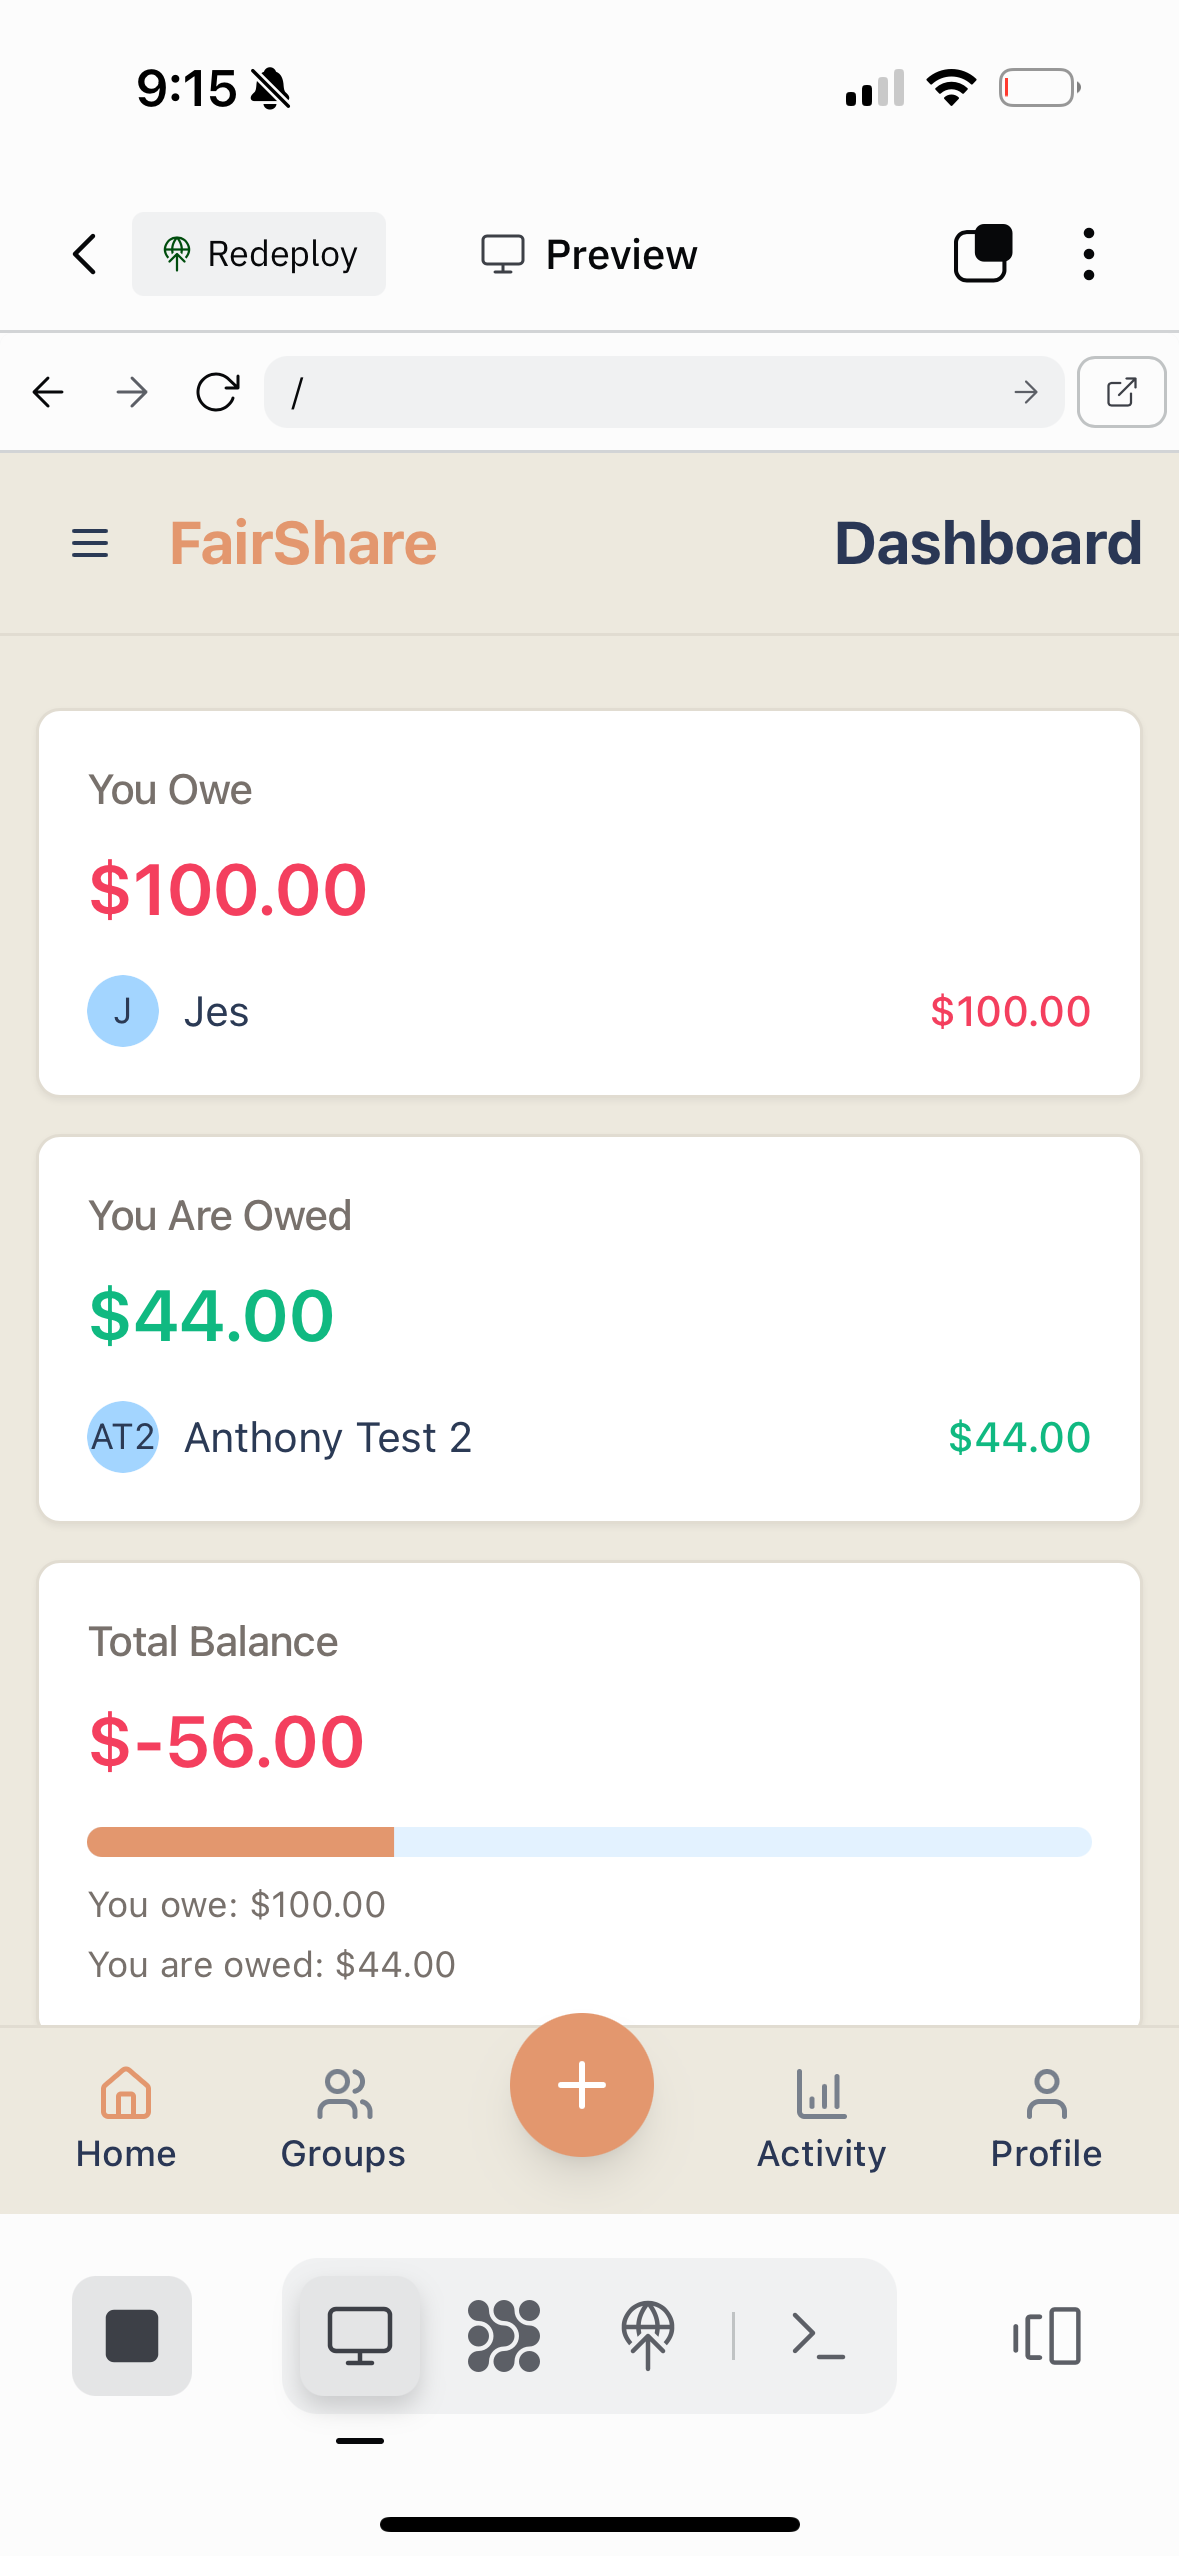 9:15
Redeploy
Preview
/
FairShare
Dashboard
You Owe
$100.00
J Jes $100.00
You Are Owed
$44.00
AT2 Anthony Test 2 $44.00
Total Balance
$-56.00
You owe: $100.00
You are owed: $44.00
Home Groups Activity Profile